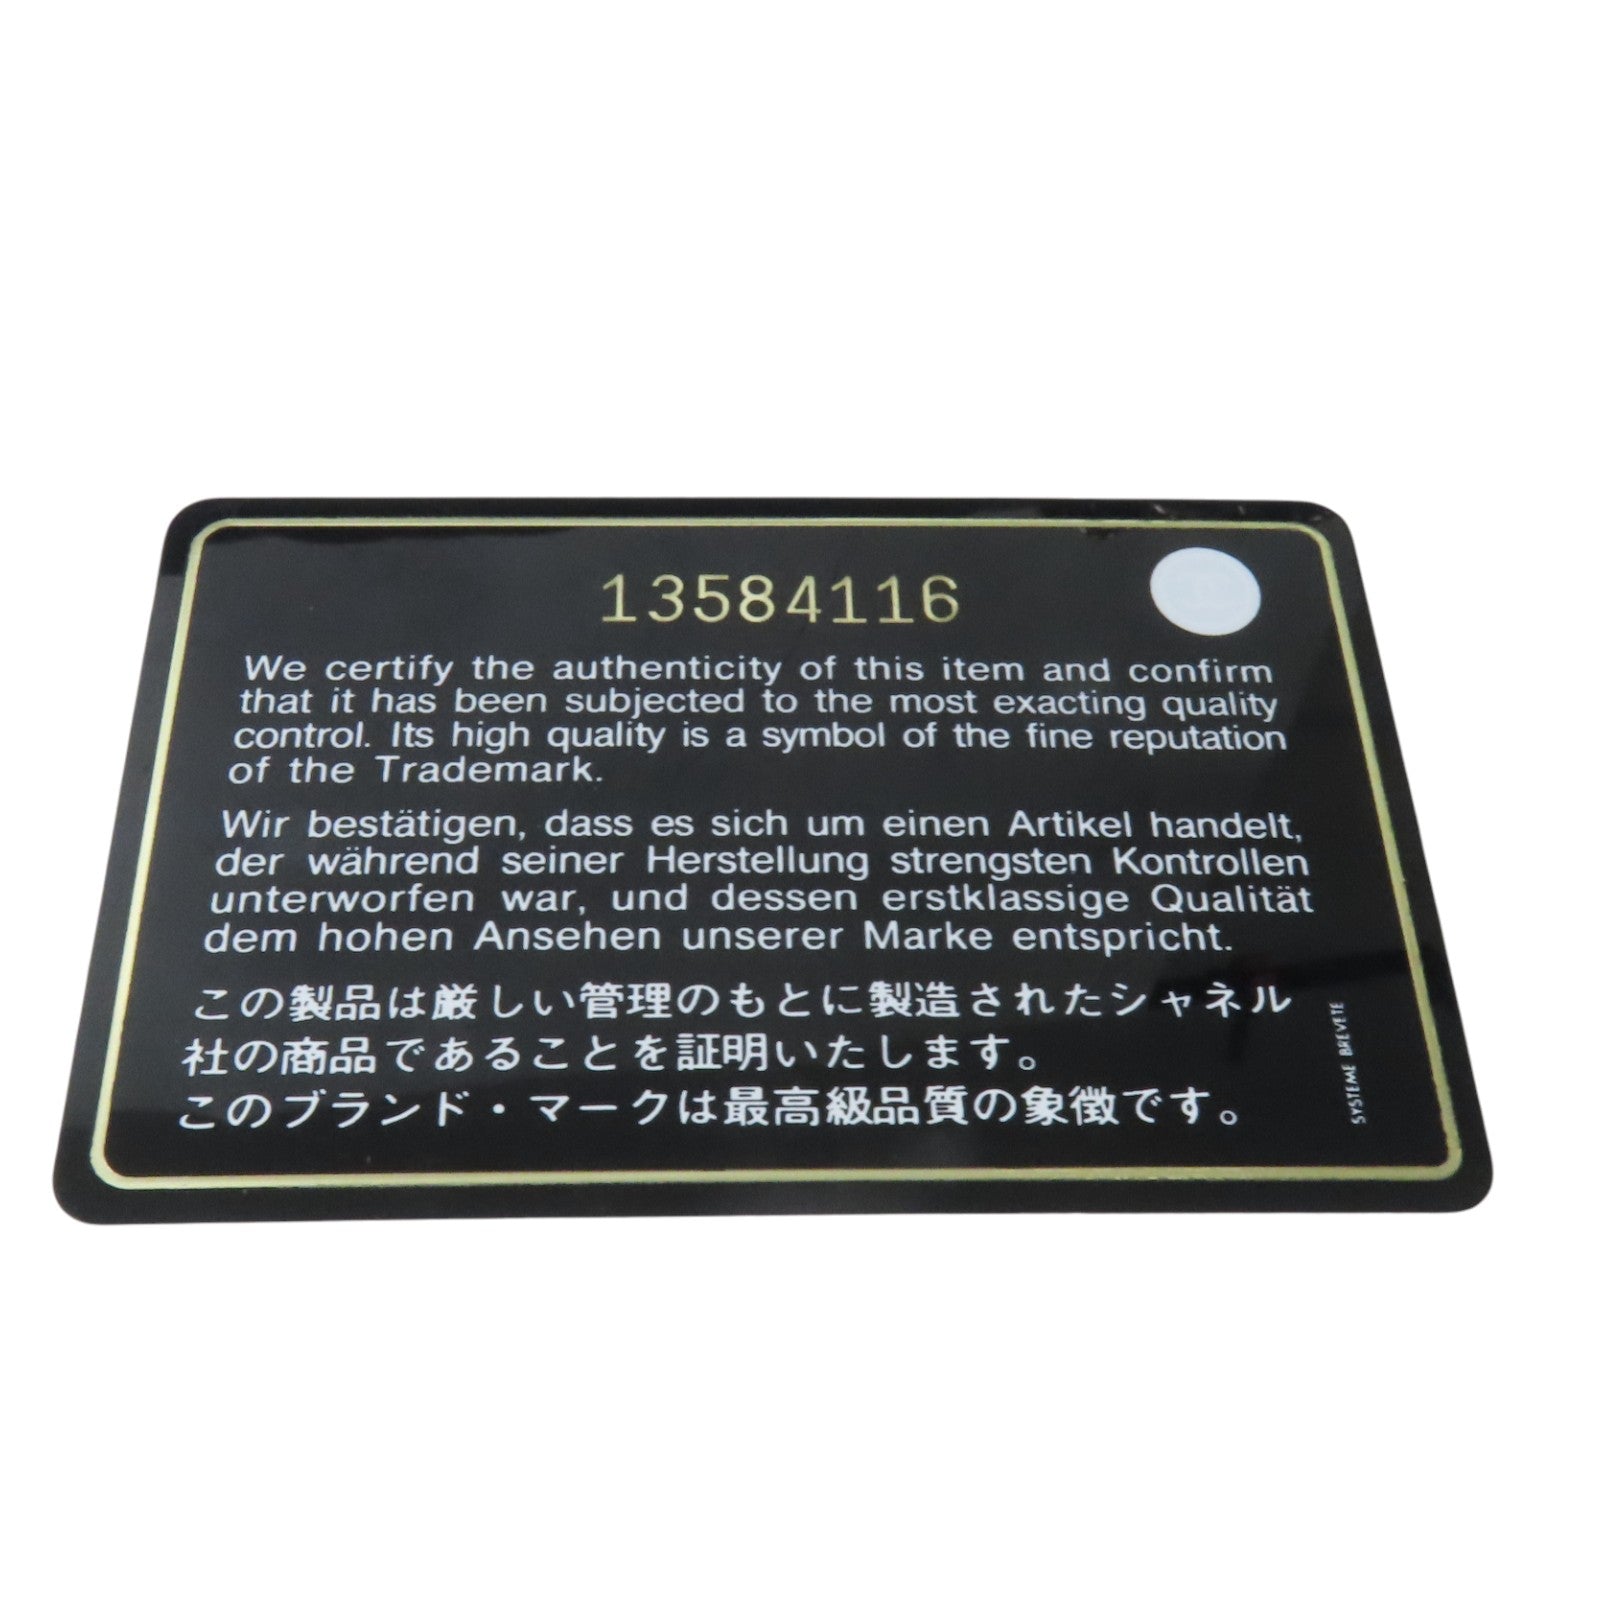 13584116
We certify the authenticity of this item and confirm
that it has been subjected to the most exacting quality
control. Its high quality is a symbol of the fine reputation
of the Trademark.
Wir bestätigen, dass es sich um einen Artikel handelt,
der während seiner Herstellung strengsten Kontrollen
unterworfen war, und dessen erstklassige Qualität
dem hohen Ansehen unserer Marke entspricht.
この製品は厳しい管理のもとに製造されたシャネル
社の商品であることを証明いたします。
このブランド・マークは最高級品質の象徴です。
SYSTEME BREVETE